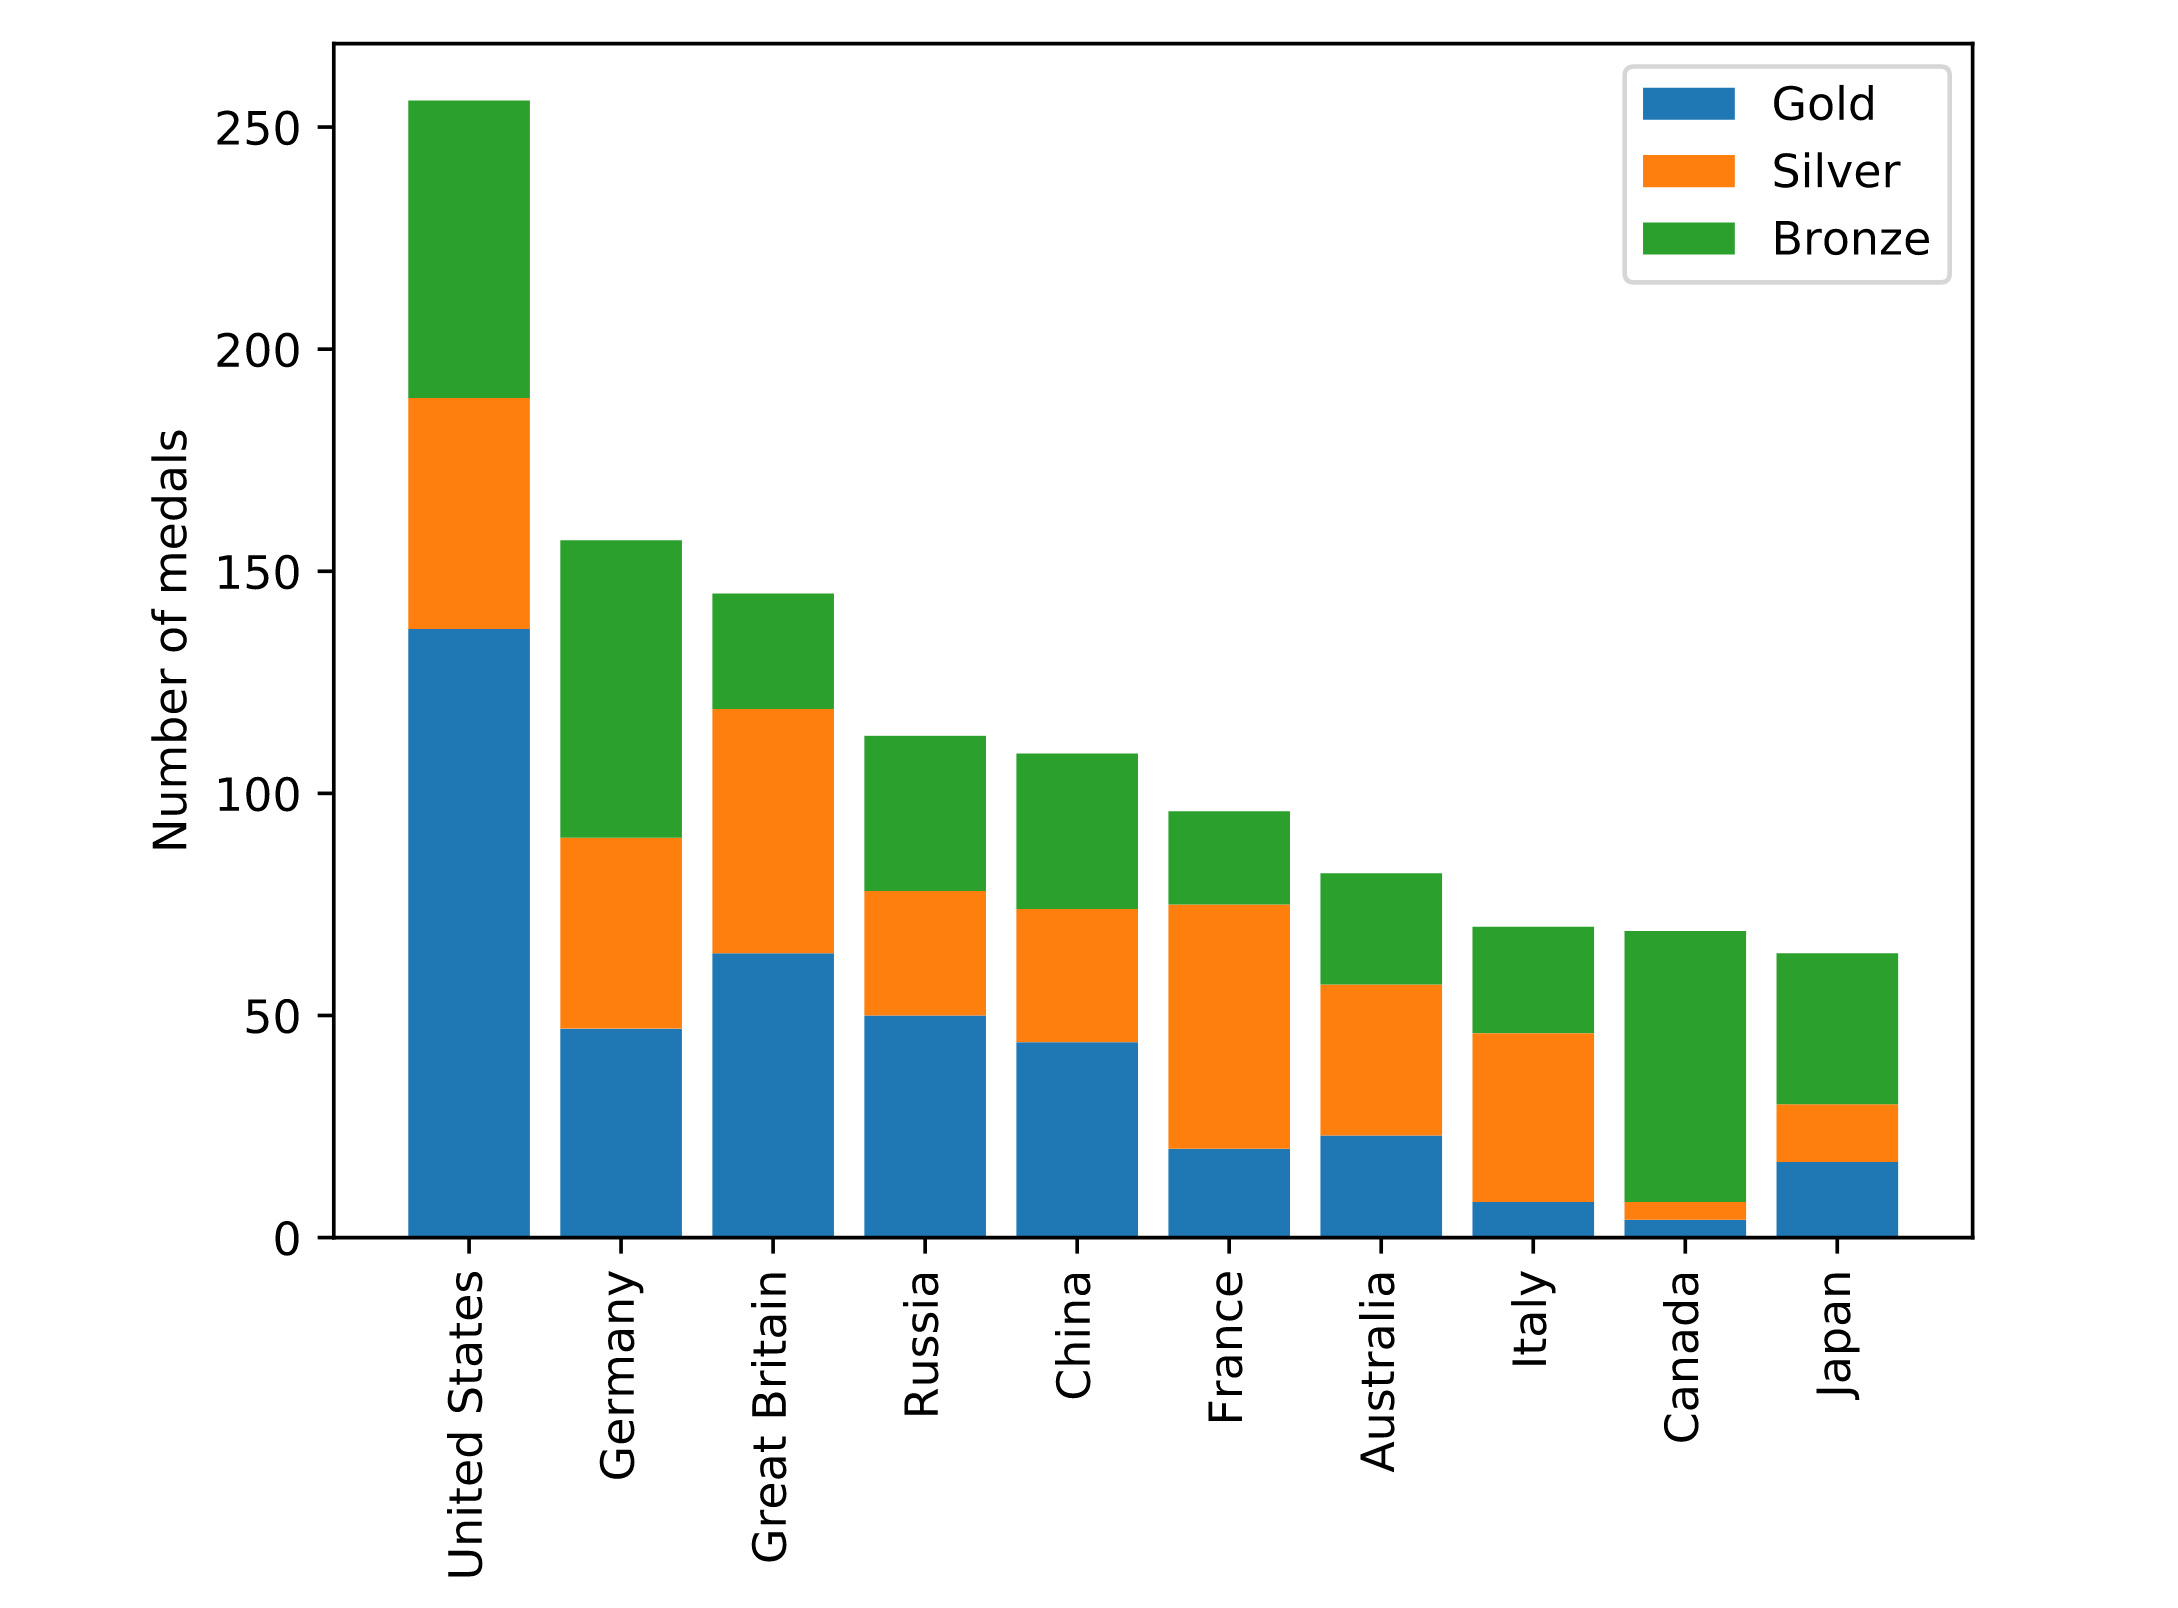 Gold
Silver
Bronze
250
200
150
100
50
0
Number of medals
United States
Germany
Great Britain
Russia
China
France
Australia
Italy
Canada
Japan